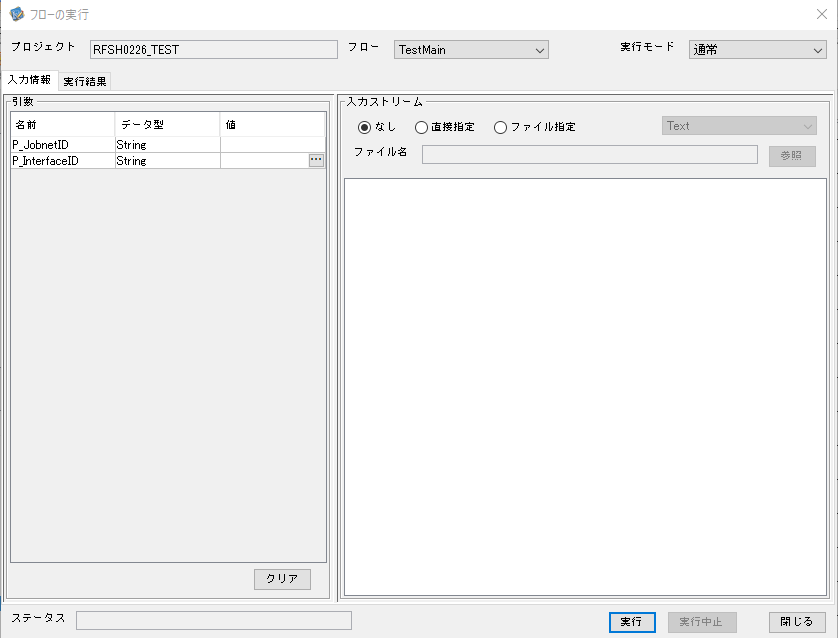 フローの実行
プロジェクト RFSH0226_TEST フロー TestMain 実行モード 通常
入力情報 実行結果
引数
名前 データ型 値
P_JobnetID String
P_InterfaceID String ...
クリア
入力ストリーム
なし 直接指定 ファイル指定 Text
ファイル名 参照
ステータス 実行 実行中止 閉じる